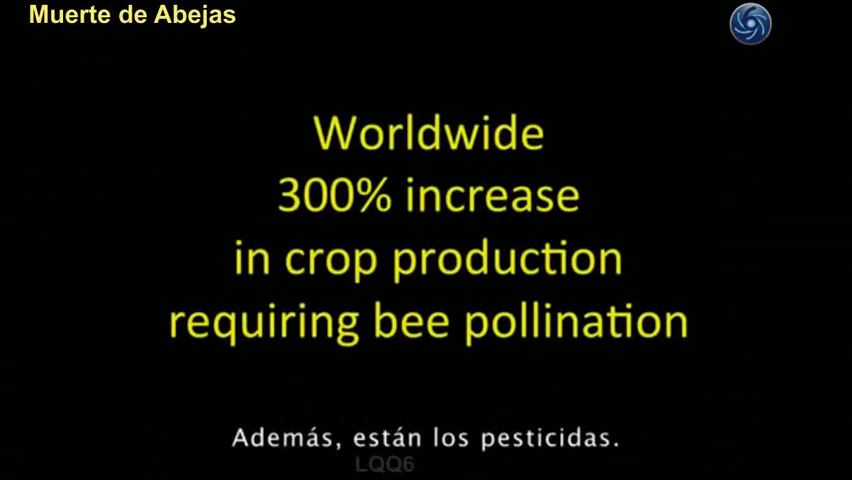 Muerte de Abejas
Worldwide
300% increase
in crop production
requiring bee pollination
Además, están los pesticidas.
LQQ6